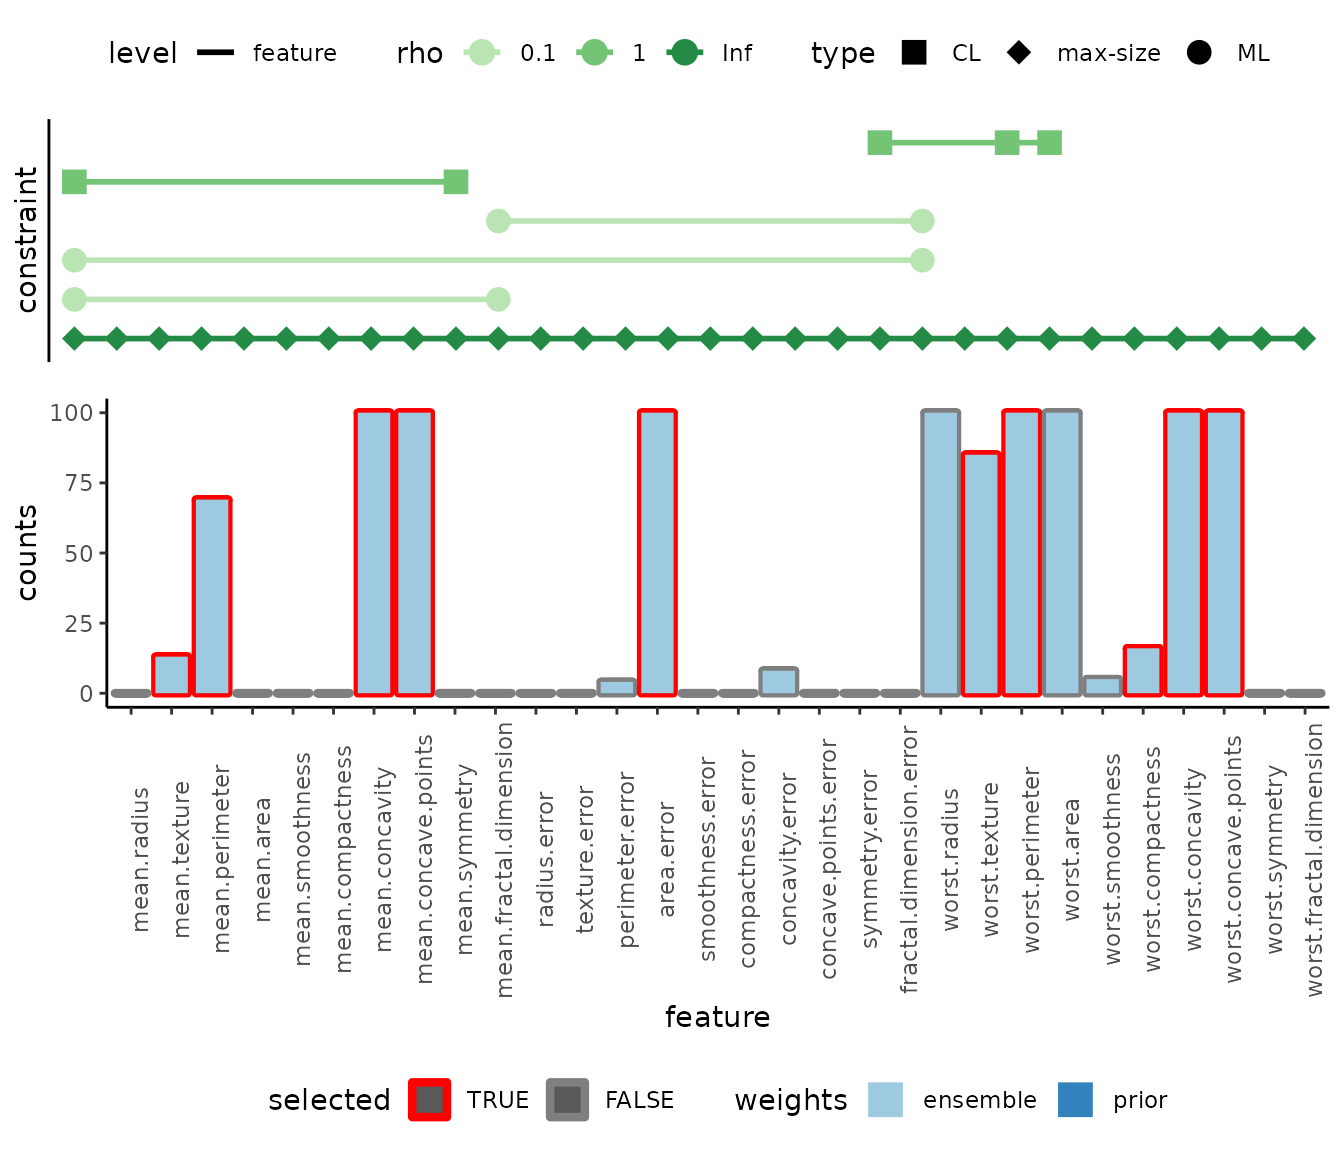 level feature rho 0.1 1 Inf type CL max-size ML
constraint
counts
100
75
50
25
0
mean.radius
mean.texture
mean.perimeter
mean.area
mean.smoothness
mean.compactness
mean.concavity
mean.concave.points
mean.symmetry
mean.fractal.dimension
radius.error
texture.error
perimeter.error
area.error
smoothness.error
compactness.error
concavity.error
concave.points.error
symmetry.error
fractal.dimension.error
worst.radius
worst.texture
worst.perimeter
worst.area
worst.smoothness
worst.compactness
worst.concavity
worst.concave.points
worst.symmetry
worst.fractal.dimension
feature
selected TRUE FALSE weights ensemble prior